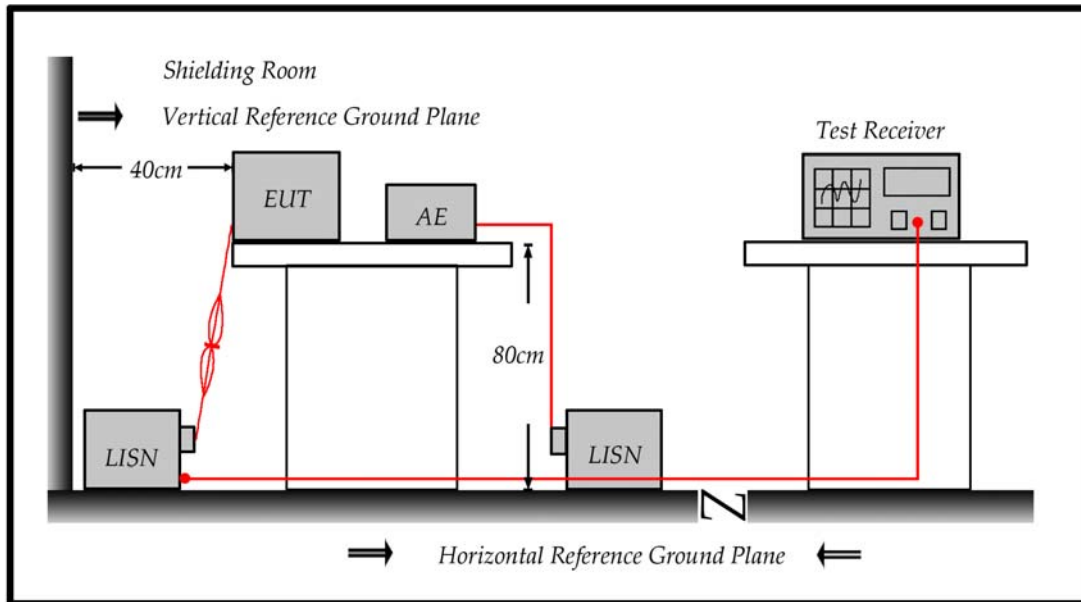 Shielding Room
Vertical Reference Ground Plane
Test Receiver
40cm
EUT
AE
80cm
LISN
LISN
Horizontal Reference Ground Plane